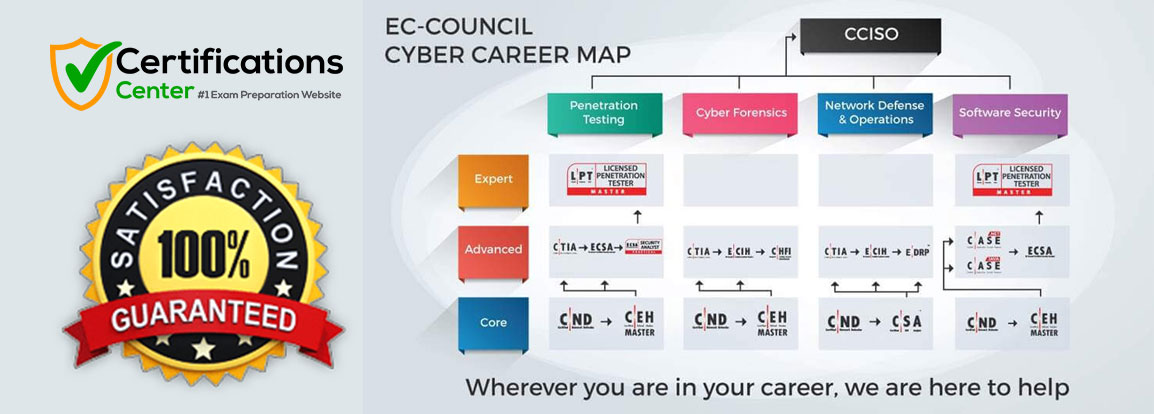 Certifications
Center #1 Exam Preparation Website
SATISFACTION
100%
GUARANTEED
EC-COUNCIL
CYBER CAREER MAP
CCISO
Penetration
Testing
Cyber Forensics
Network Defense
& Operations
Software Security
Expert
LPT
LICENSED
PENETRATION
TESTER
MASTER
LPT
LICENSED
PENETRATION
TESTER
MASTER
Advanced
CTIA
ECSA
ECSA SECURITY
ANALYST
PRACTICAL
CTIA
ECIH
CHFI
CTIA
ECIH
EDRP
CASE
.NET
CASE
JAVA
ECSA
Core
CND
CEH
MASTER
CND
CEH
MASTER
CND
CSA
CND
CEH
MASTER
Wherever you are in your career, we are here to help